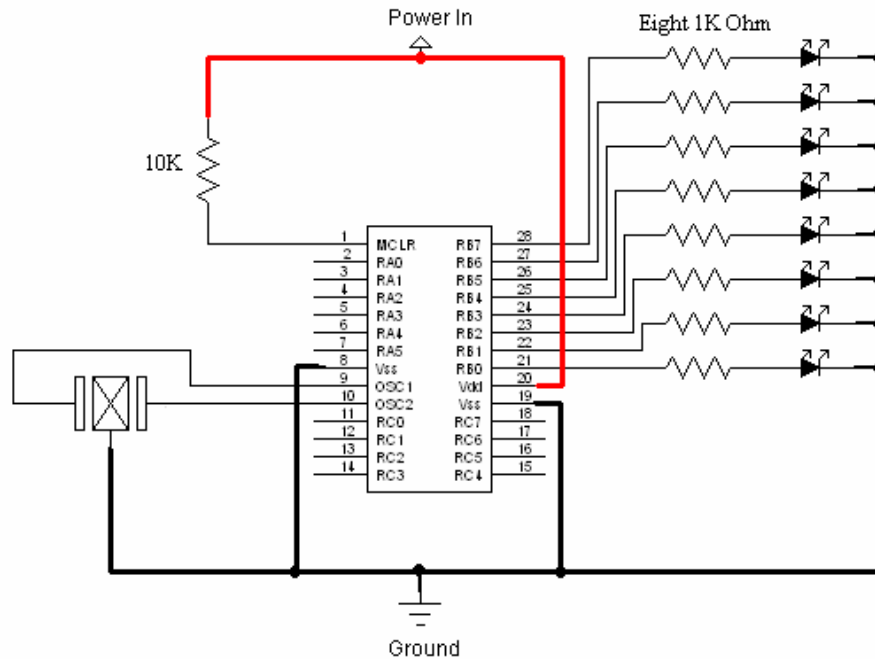 Power In
Eight 1K Ohm
10K
1 MCLR RB7 28
2 RA0 RB6 27
3 RA1 RB5 26
4 RA2 RB4 25
5 RA3 RB3 24
6 RA4 RB2 23
7 RA5 RB1 22
8 Vss RB0 21
9 OSC1 Vdd 20
10 OSC2 Vss 19
11 RC0 RC7 18
12 RC1 RC6 17
13 RC2 RC5 16
14 RC3 RC4 15
Ground